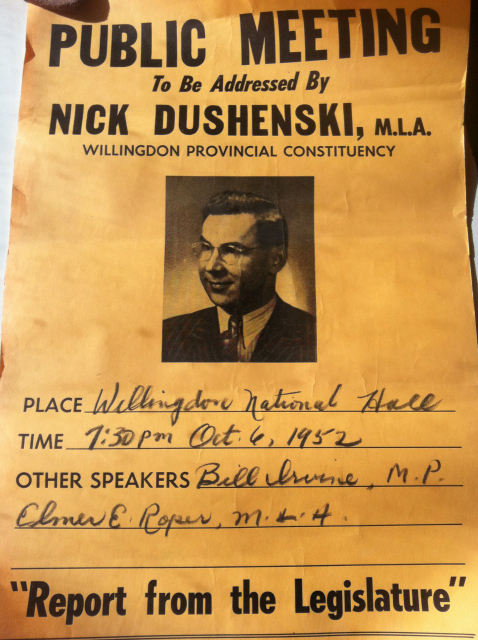 PUBLIC MEETING
To Be Addressed By
NICK DUSHENSKI, M.L.A.
WILLINGDON PROVINCIAL CONSTITUENCY
PLACE Willingdon National Hall
TIME 7:30 pm Oct. 6, 1952
OTHER SPEAKERS Bill Irvine, M.P.
Elmer E. Roper, M.L.A.
"Report from the Legislature"